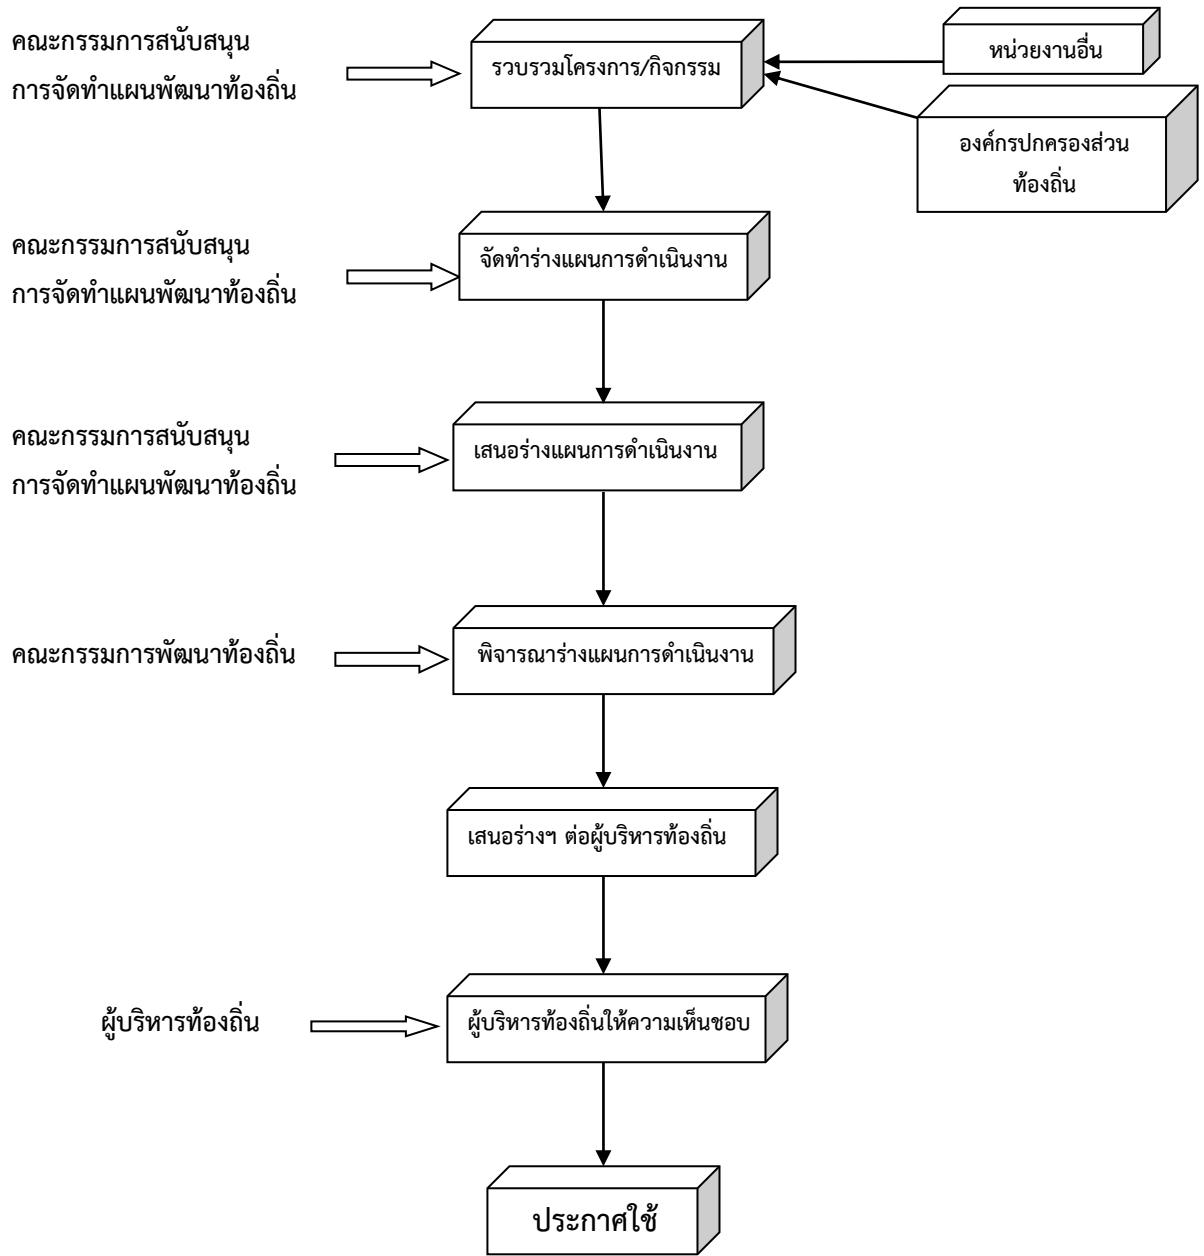 คณะกรรมการสนับสนุน
การจัดทำแผนพัฒนาท้องถิ่น
รวบรวมโครงการ/กิจกรรม
หน่วยงานอื่น
องค์กรปกครองส่วน
ท้องถิ่น
คณะกรรมการสนับสนุน
การจัดทำแผนพัฒนาท้องถิ่น
จัดทำร่างแผนการดำเนินงาน
คณะกรรมการสนับสนุน
การจัดทำแผนพัฒนาท้องถิ่น
เสนอร่างแผนการดำเนินงาน
คณะกรรมการพัฒนาท้องถิ่น
พิจารณาร่างแผนการดำเนินงาน
เสนอร่างฯ ต่อผู้บริหารท้องถิ่น
ผู้บริหารท้องถิ่น
ผู้บริหารท้องถิ่นให้ความเห็นชอบ
ประกาศใช้